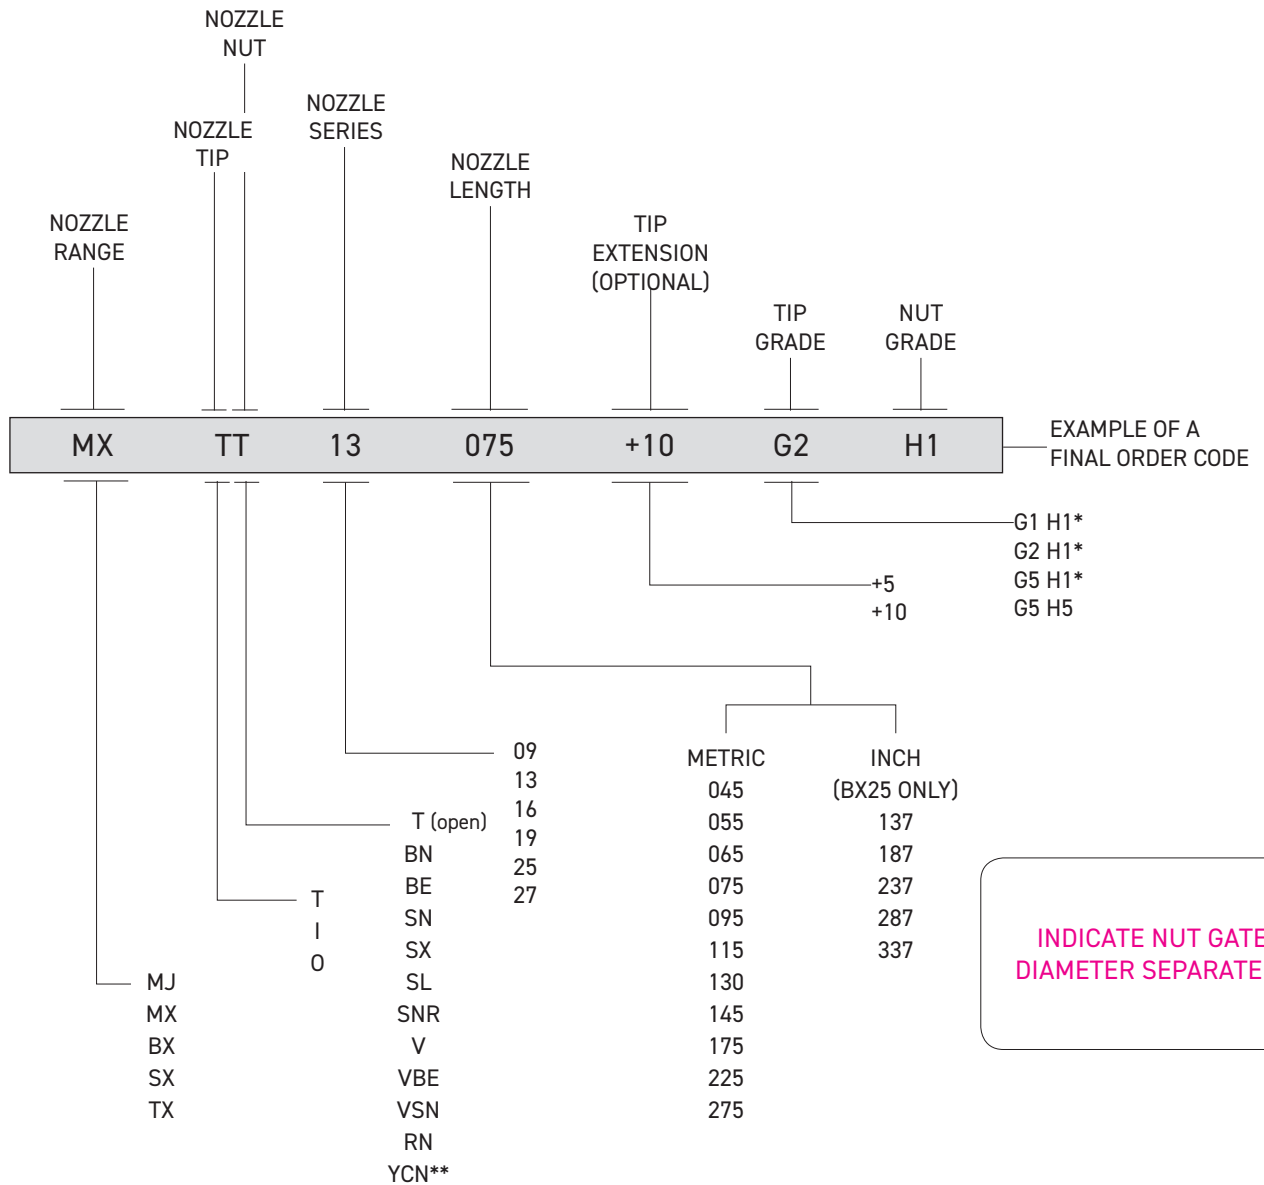 NOZZLE
NUT
NOZZLE
TIP
NOZZLE
SERIES
NOZZLE
LENGTH
NOZZLE
RANGE
TIP
EXTENSION
(OPTIONAL)
TIP
GRADE
NUT
GRADE
MX TT 13 075 +10 G2 H1
EXAMPLE OF A
FINAL ORDER CODE
G1 H1*
G2 H1*
G5 H1*
G5 H5
+5
+10
METRIC
045
055
065
075
095
115
130
145
175
225
275
INCH
(BX25 ONLY)
137
187
237
287
337
09
13
16
19
25
27
T (open)
BN
BE
SN
SX
SL
SNR
V
VBE
VSN
RN
YCN**
T
I
O
MJ
MX
BX
SX
TX
INDICATE NUT GATE
DIAMETER SEPARATE